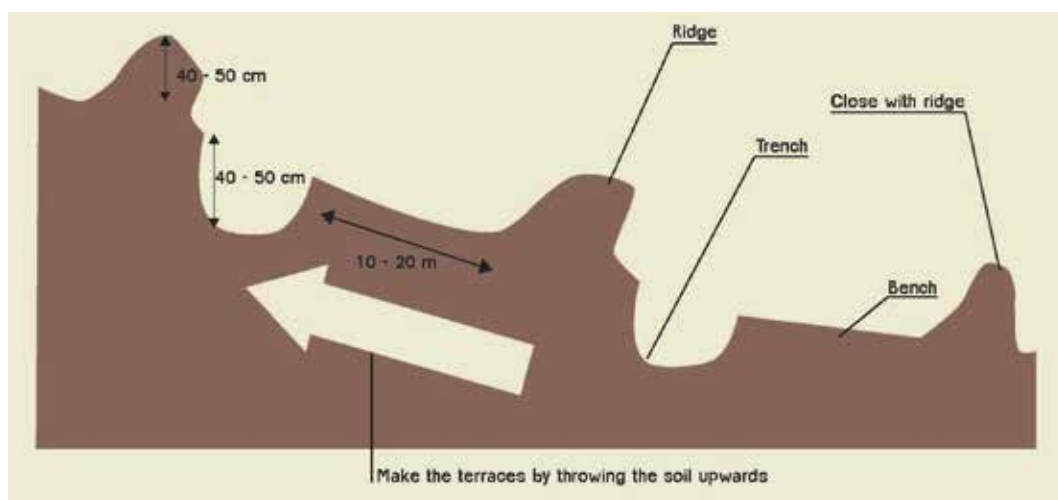 Ridge
40 - 50 cm
Close with ridge
Trench
40 - 50 cm
10 - 20 m
Bench
Make the terraces by throwing the soil upwards